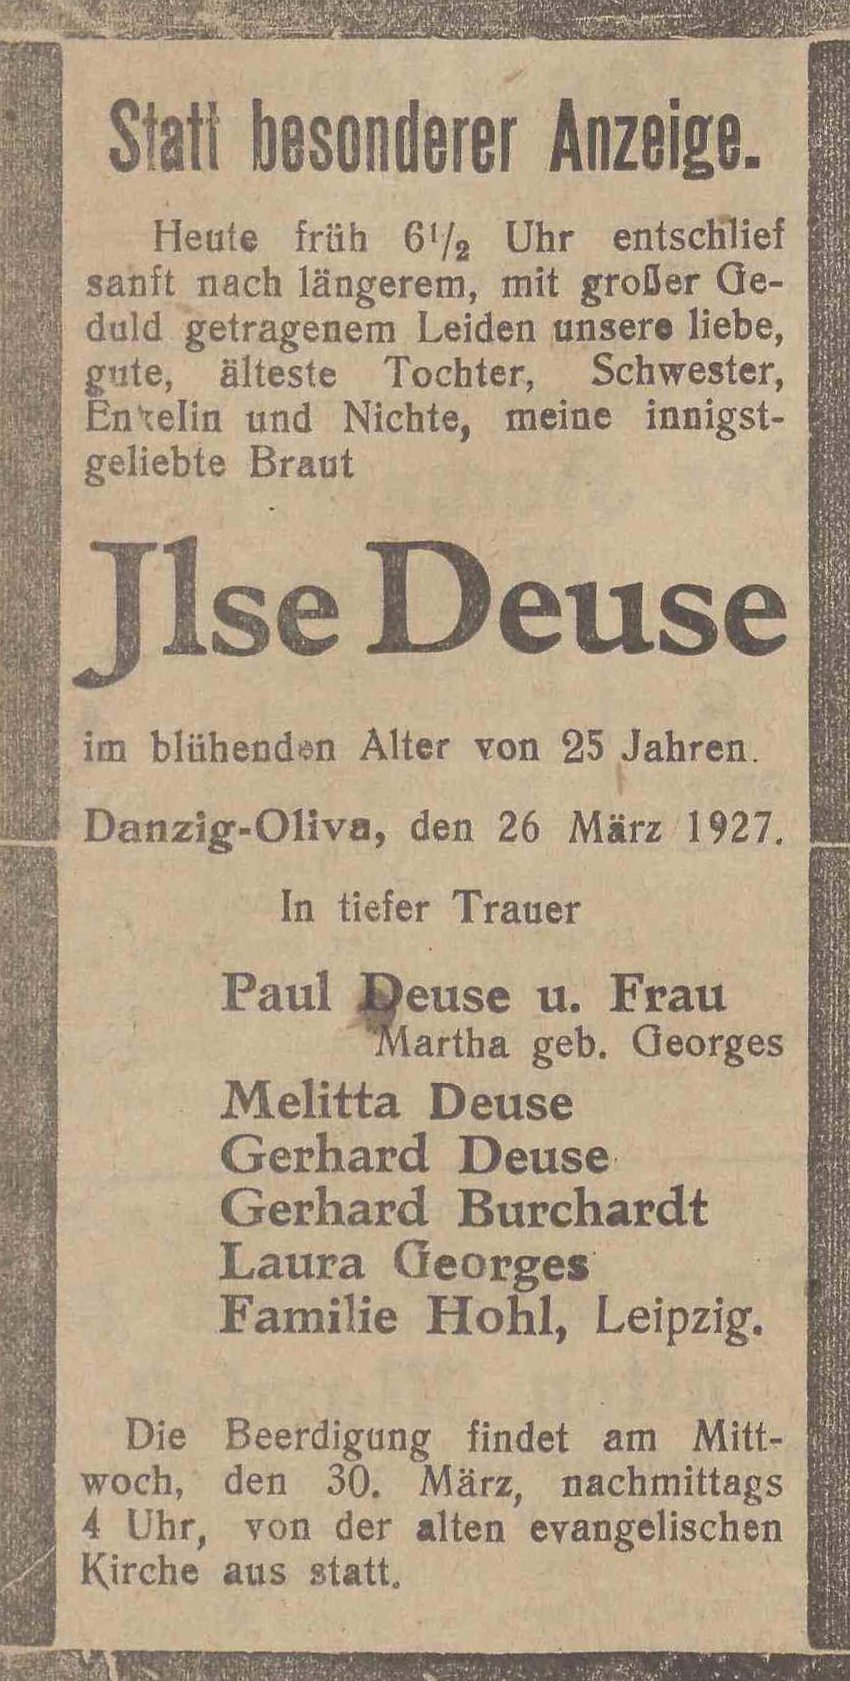 Statt besonderer Anzeige.
Heute früh 6 1/2 Uhr entschlief
sanft nach längerem, mit großer Ge-
duld getragenem Leiden unsere liebe,
gute, älteste Tochter, Schwester,
Enkelin und Nichte, meine innigst-
geliebte Braut
Jlse Deuse
im blühenden Alter von 25 Jahren.
Danzig-Oliva, den 26 März 1927.
In tiefer Trauer
Paul Deuse u. Frau
Martha geb. Georges
Melitta Deuse
Gerhard Deuse
Gerhard Burchardt
Laura Georges
Familie Hohl, Leipzig.
Die Beerdigung findet am Mitt-
woch, den 30. März, nachmittags
4 Uhr, von der alten evangelischen
Kirche aus statt.